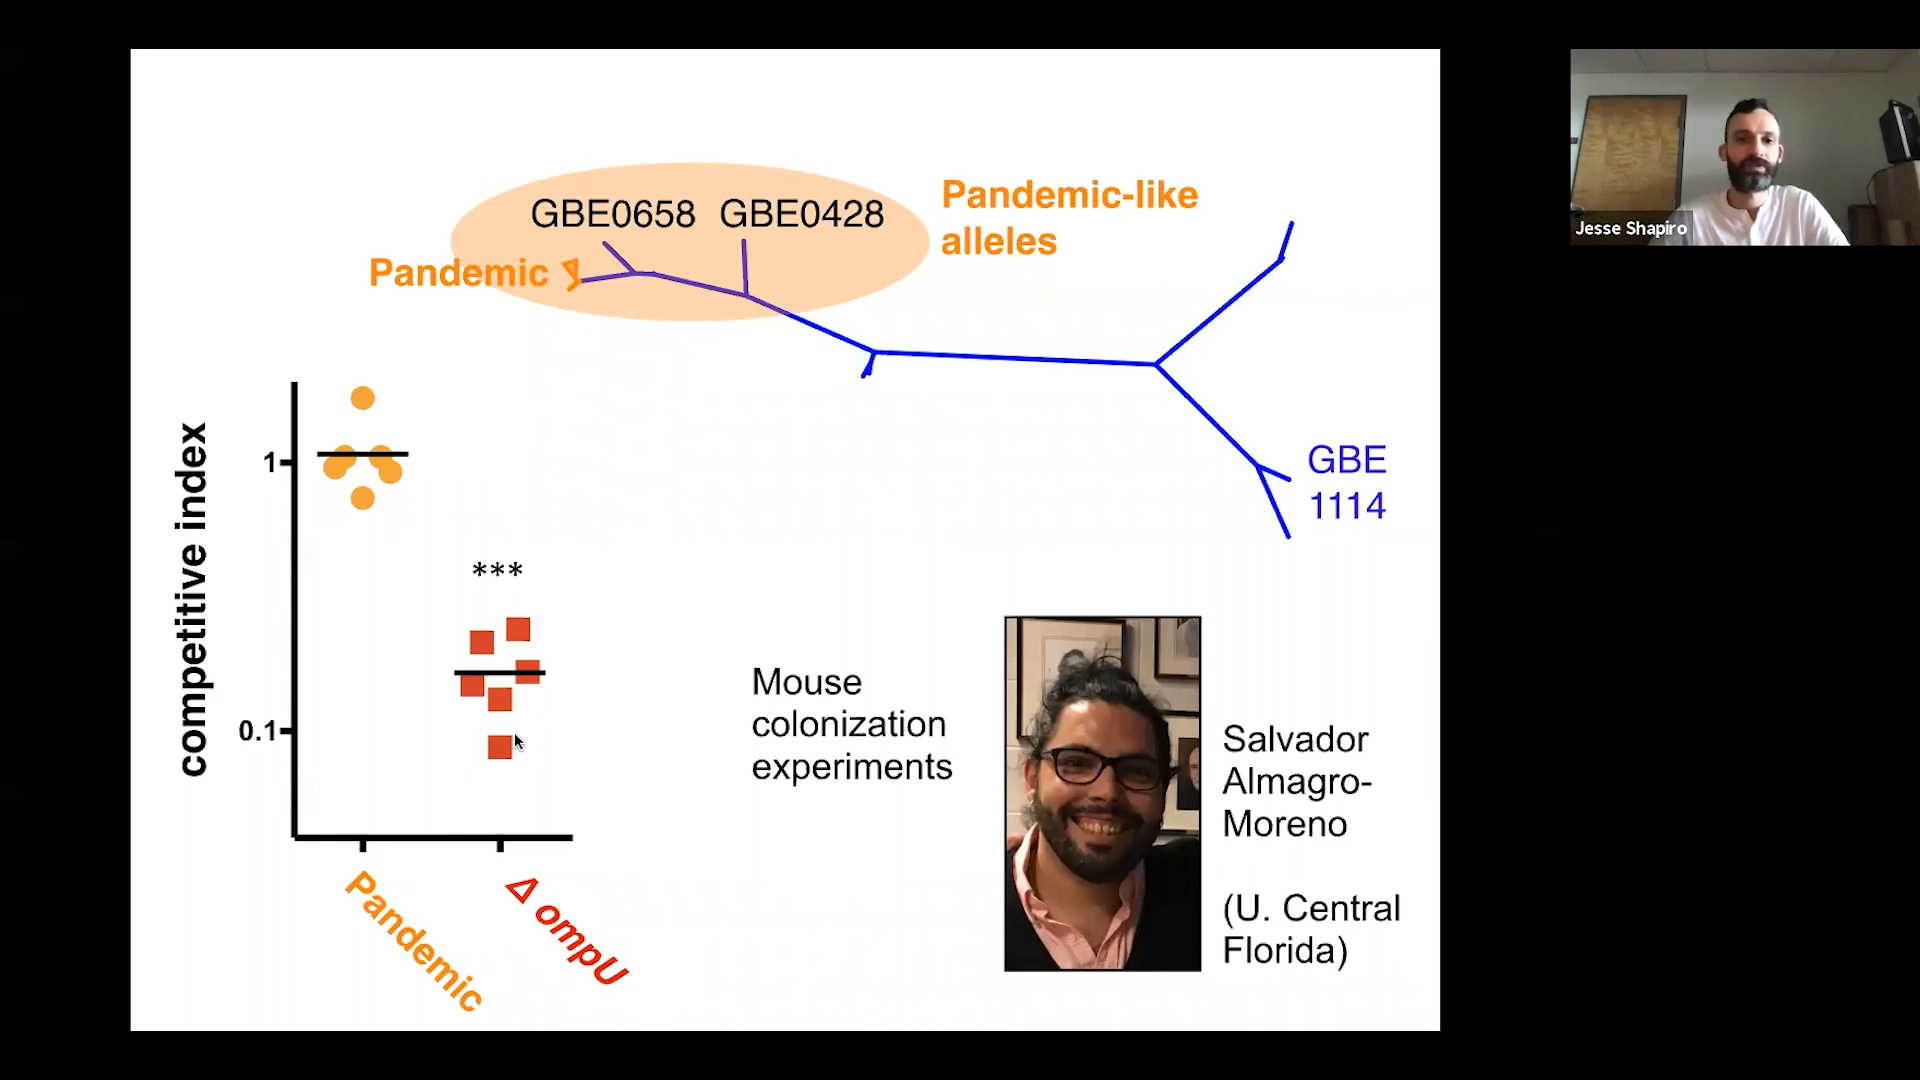 GBE0658 GBE0428
Pandemic-like
alleles
Pandemic
GBE
1114
competitive index
1
0.1
***
Pandemic
Δ ompU
Mouse
colonization
experiments
Salvador
Almagro-
Moreno
(U. Central
Florida)
Jesse Shapiro